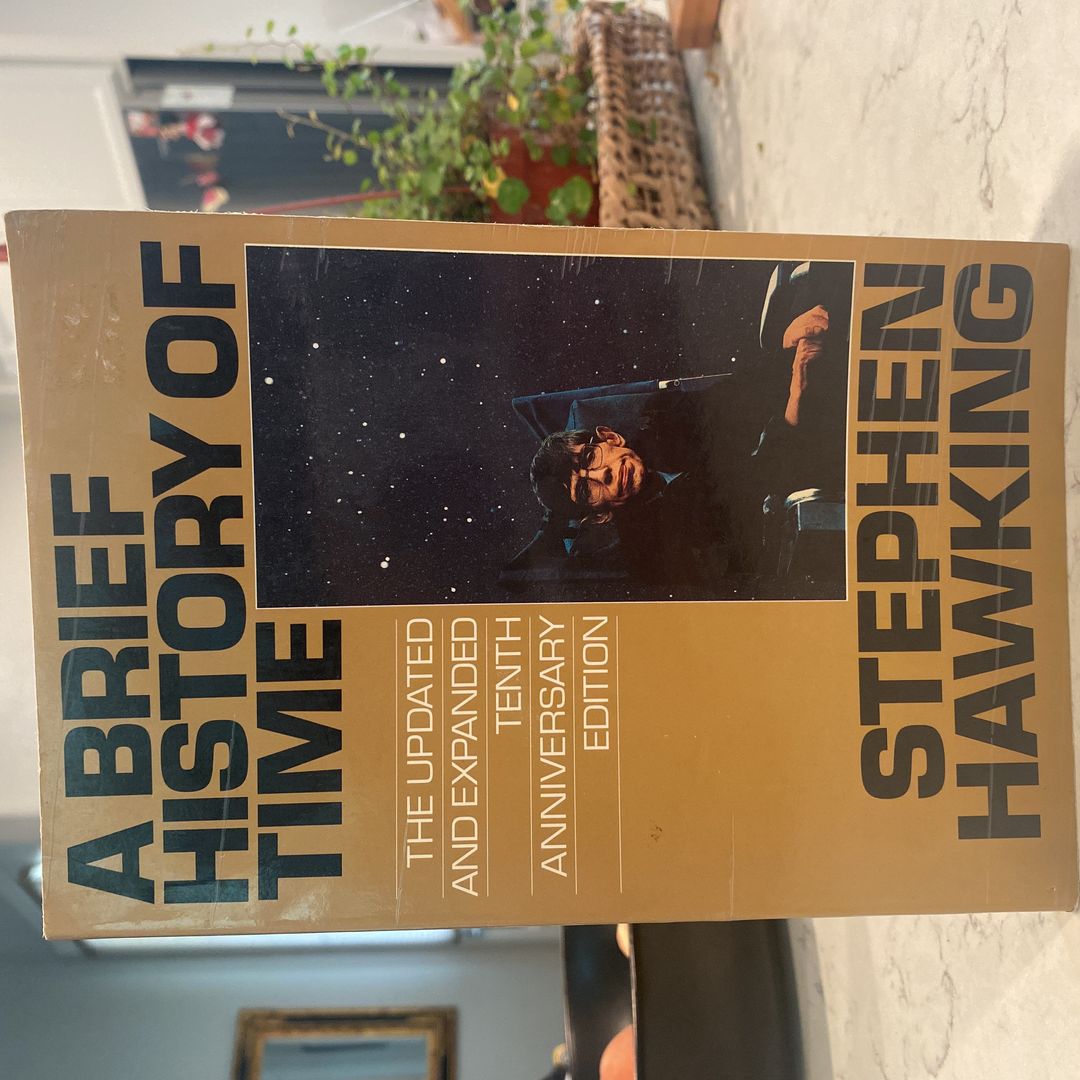 A BRIEF
HISTORY OF
TIME
THE UPDATED
AND EXPANDED
TENTH
ANNIVERSARY
EDITION
STEPHEN
HAWKING